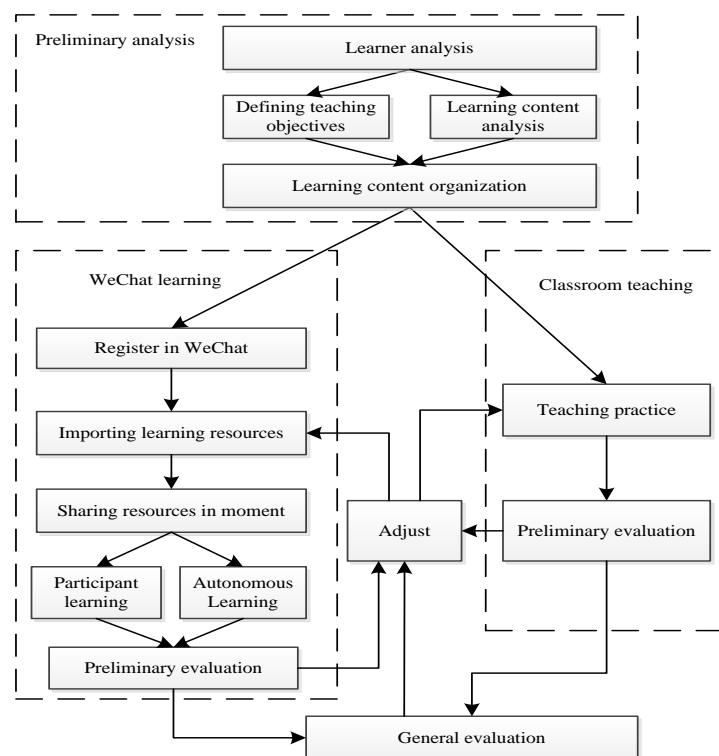 Preliminary analysis
Learner analysis
Defining teaching
objectives
Learning content
analysis
Learning content organization
WeChat learning
Register in WeChat
Importing learning resources
Sharing resources in moment
Participant
learning
Autonomous
Learning
Preliminary evaluation
Adjust
Classroom teaching
Teaching practice
Preliminary evaluation
General evaluation